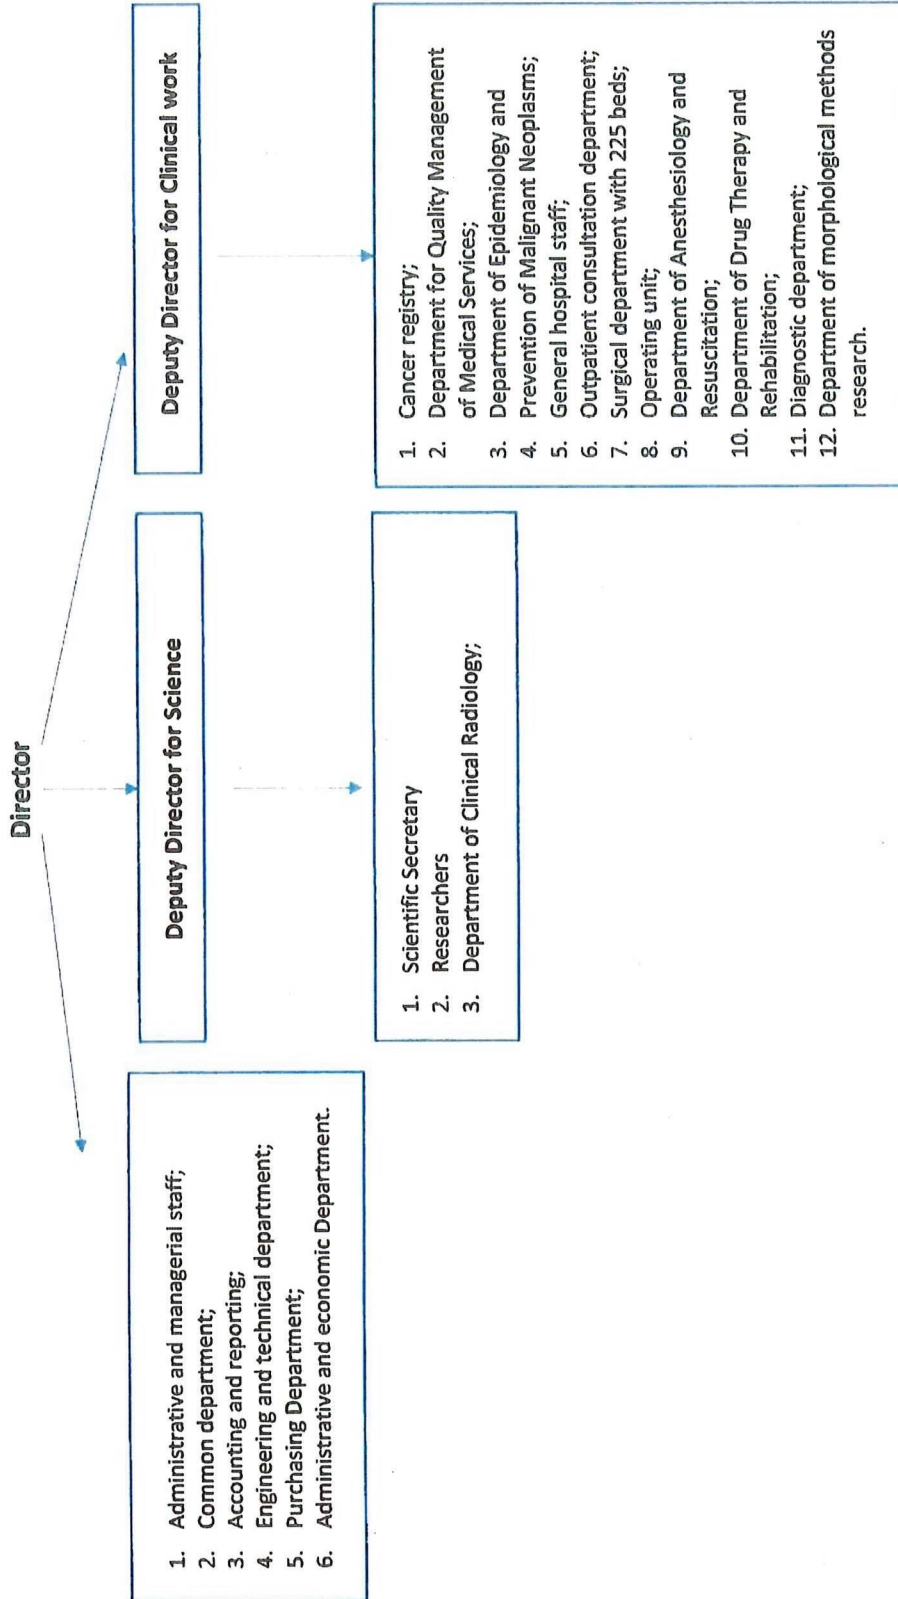 Director
Deputy Director for Science
Deputy Director for Clinical work
1. Administrative and managerial staff;
2. Common department;
3. Accounting and reporting;
4. Engineering and technical department;
5. Purchasing Department;
6. Administrative and economic Department.
1. Scientific Secretary
2. Researchers
3. Department of Clinical Radiology;
1. Cancer registry;
2. Department for Quality Management
of Medical Services;
3. Department of Epidemiology and
4. Prevention of Malignant Neoplasms;
5. General hospital staff;
6. Outpatient consultation department;
7. Surgical department with 225 beds;
8. Operating unit;
9. Department of Anesthesiology and
Resuscitation;
10. Department of Drug Therapy and
Rehabilitation;
11. Diagnostic department;
12. Department of morphological methods
research.